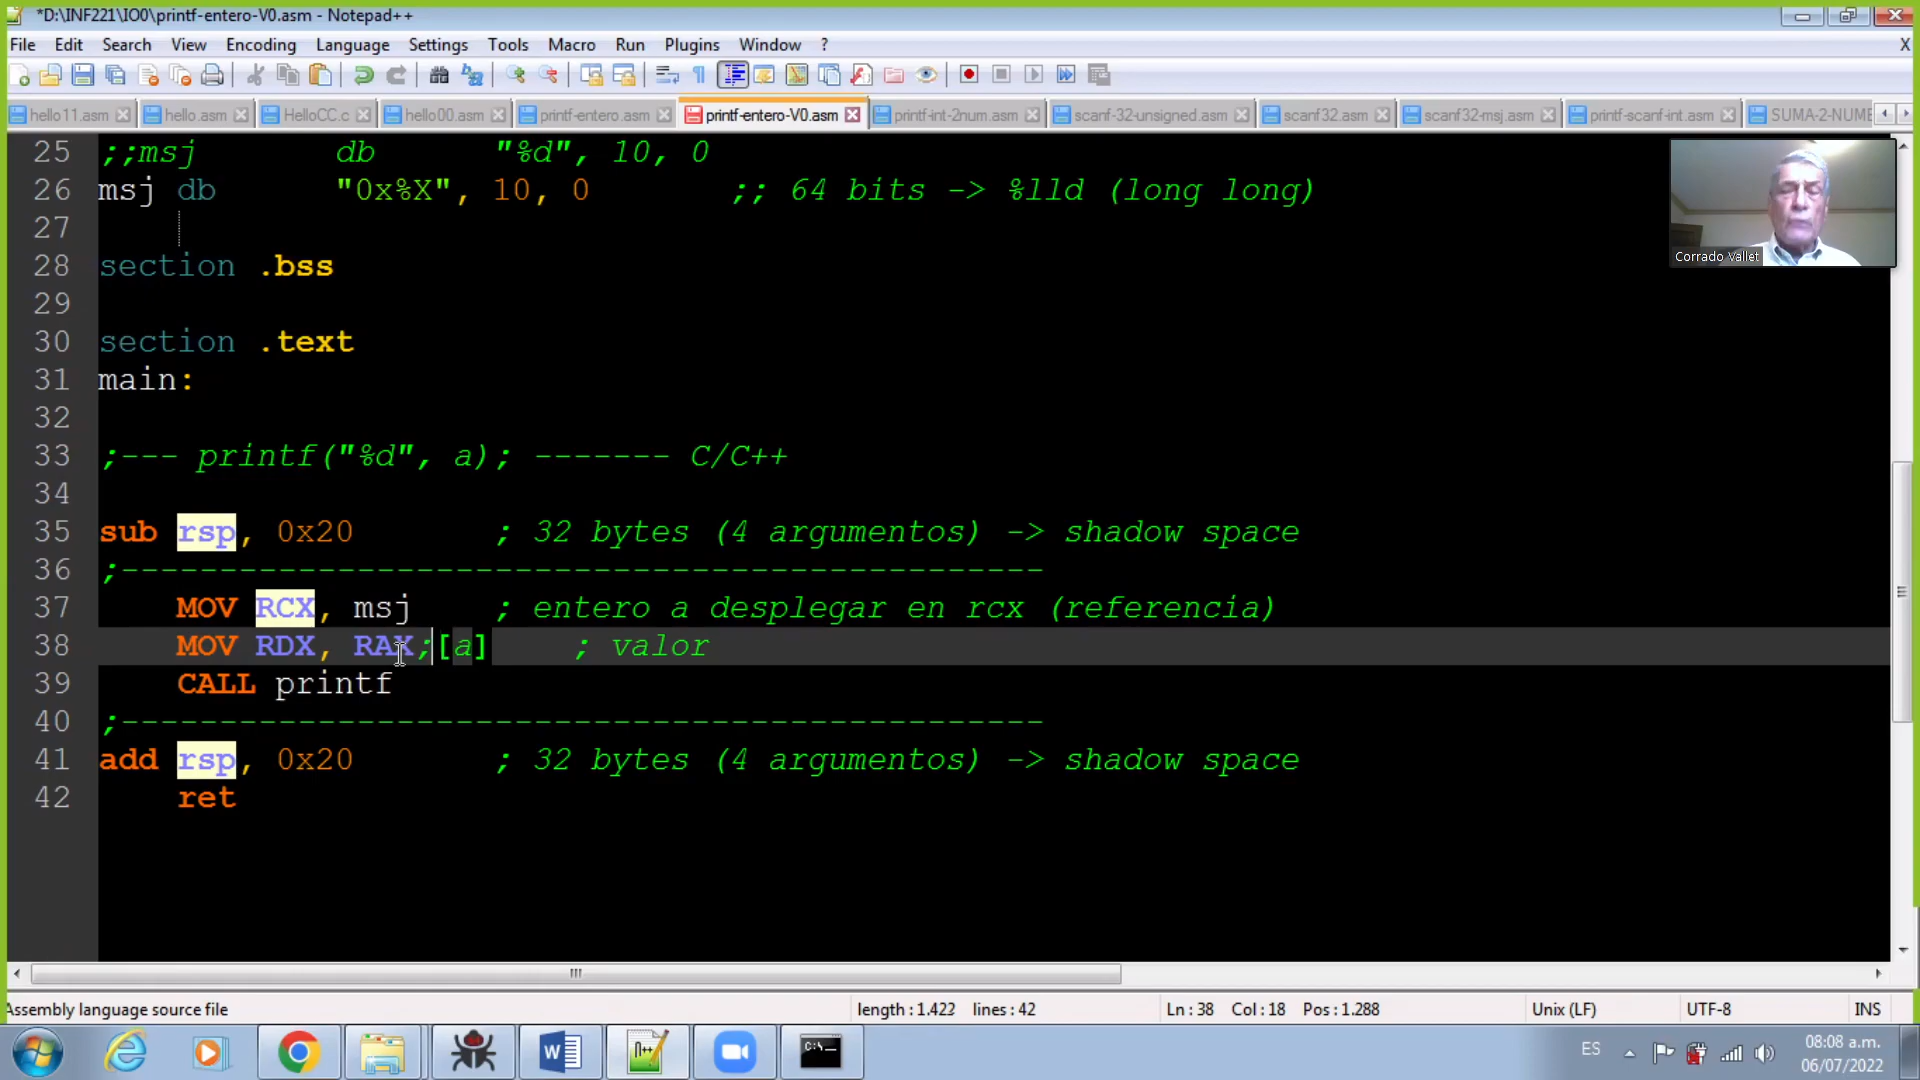 *D:\INF221\IO0\printf-entero-V0.asm - Notepad++
File Edit Search View Encoding Language Settings Tools Macro Run Plugins Window ? X
hello11.asm hello.asm HelloCC.c hello00.asm printf-entero.asm printf-entero-V0.asm printf-int-2num.asm scanf-32-unsigned.asm scanf32.asm scanf32-msj.asm printf-scanf-int.asm SUMA-2-NUME
25 ;;msj db "%d", 10, 0
26 msj db "0x%X", 10, 0 ;; 64 bits -> %lld (long long)
27
28 section .bss
29
30 section .text
31 main:
32
33 ;--- printf("%d", a); ------- C/C++
34
35 sub rsp, 0x20 ; 32 bytes (4 argumentos) -> shadow space
36 ;-----------------------------------------------
37 MOV RCX, msj ; entero a desplegar en rcx (referencia)
38 MOV RDX, RAX;[a] ; valor
39 CALL printf
40 ;-----------------------------------------------
41 add rsp, 0x20 ; 32 bytes (4 argumentos) -> shadow space
42 ret
Corrado Vallet
Assembly language source file length : 1.422 lines : 42 Ln : 38 Col : 18 Pos : 1.288 Unix (LF) UTF-8 INS
ES 08:08 a.m.
06/07/2022